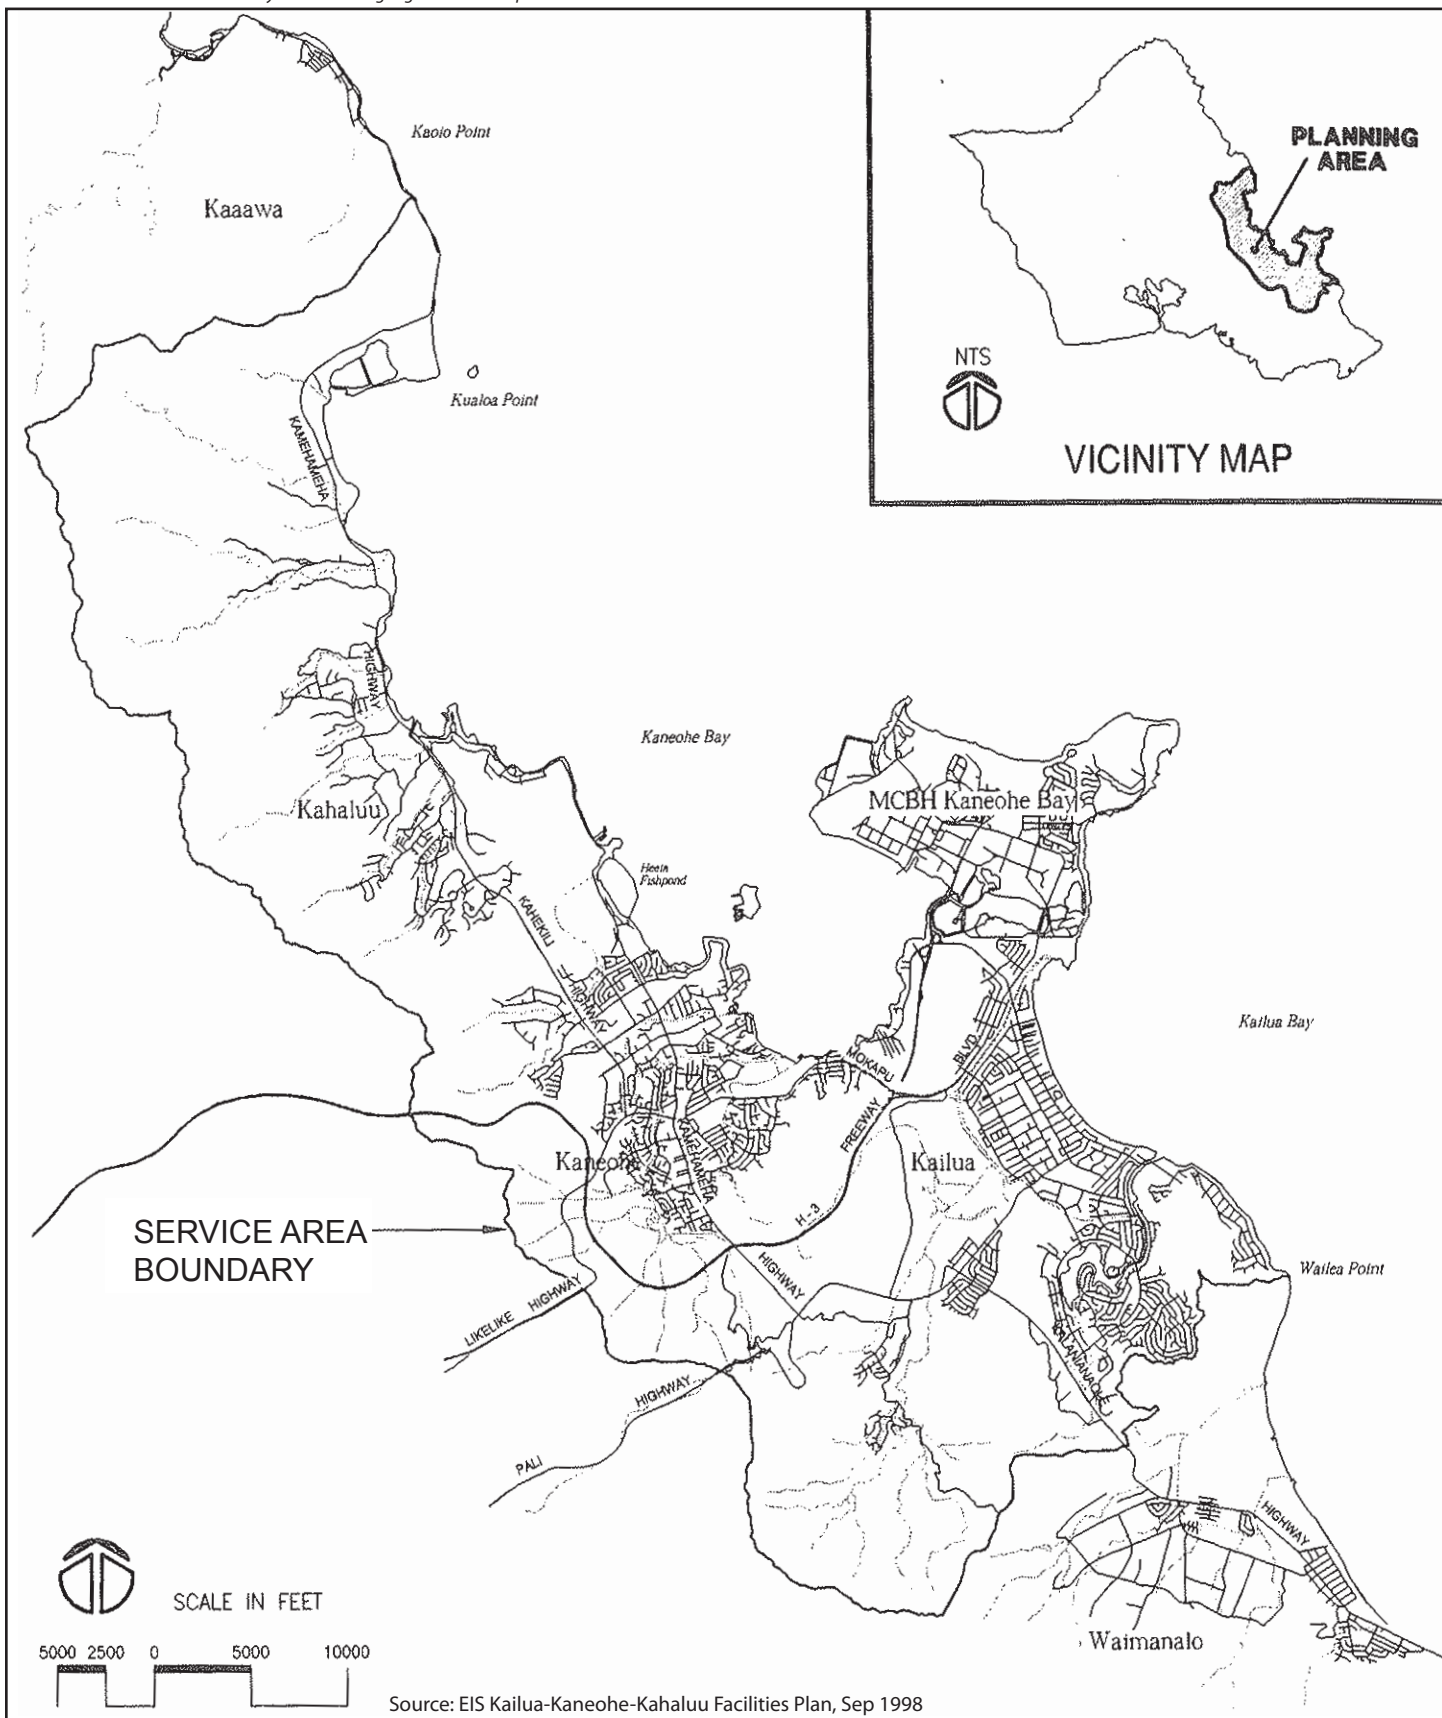 Kaoio Point
Kaaawa
PLANNING
AREA
NTS
VICINITY MAP
Kualoa Point
KAMEHAMEHA
HIGHWAY
Kaneohe Bay
MCBH Kaneohe Bay
Kahaluu
Heeia
Fishpond
KAHEKILI
HIGHWAY
Kailua Bay
MOKAPU
BLVD
FREEWAY
Kaneohe
KAMEHAMEHA
Kailua
H-3
SERVICE AREA
BOUNDARY
HIGHWAY
Wailea Point
LIKELIKE HIGHWAY
KALANIANAOLE
HIGHWAY
PALI
HIGHWAY
Waimanalo
SCALE IN FEET
5000 2500 0 5000 10000
Source: EIS Kailua-Kaneohe-Kahaluu Facilities Plan, Sep 1998